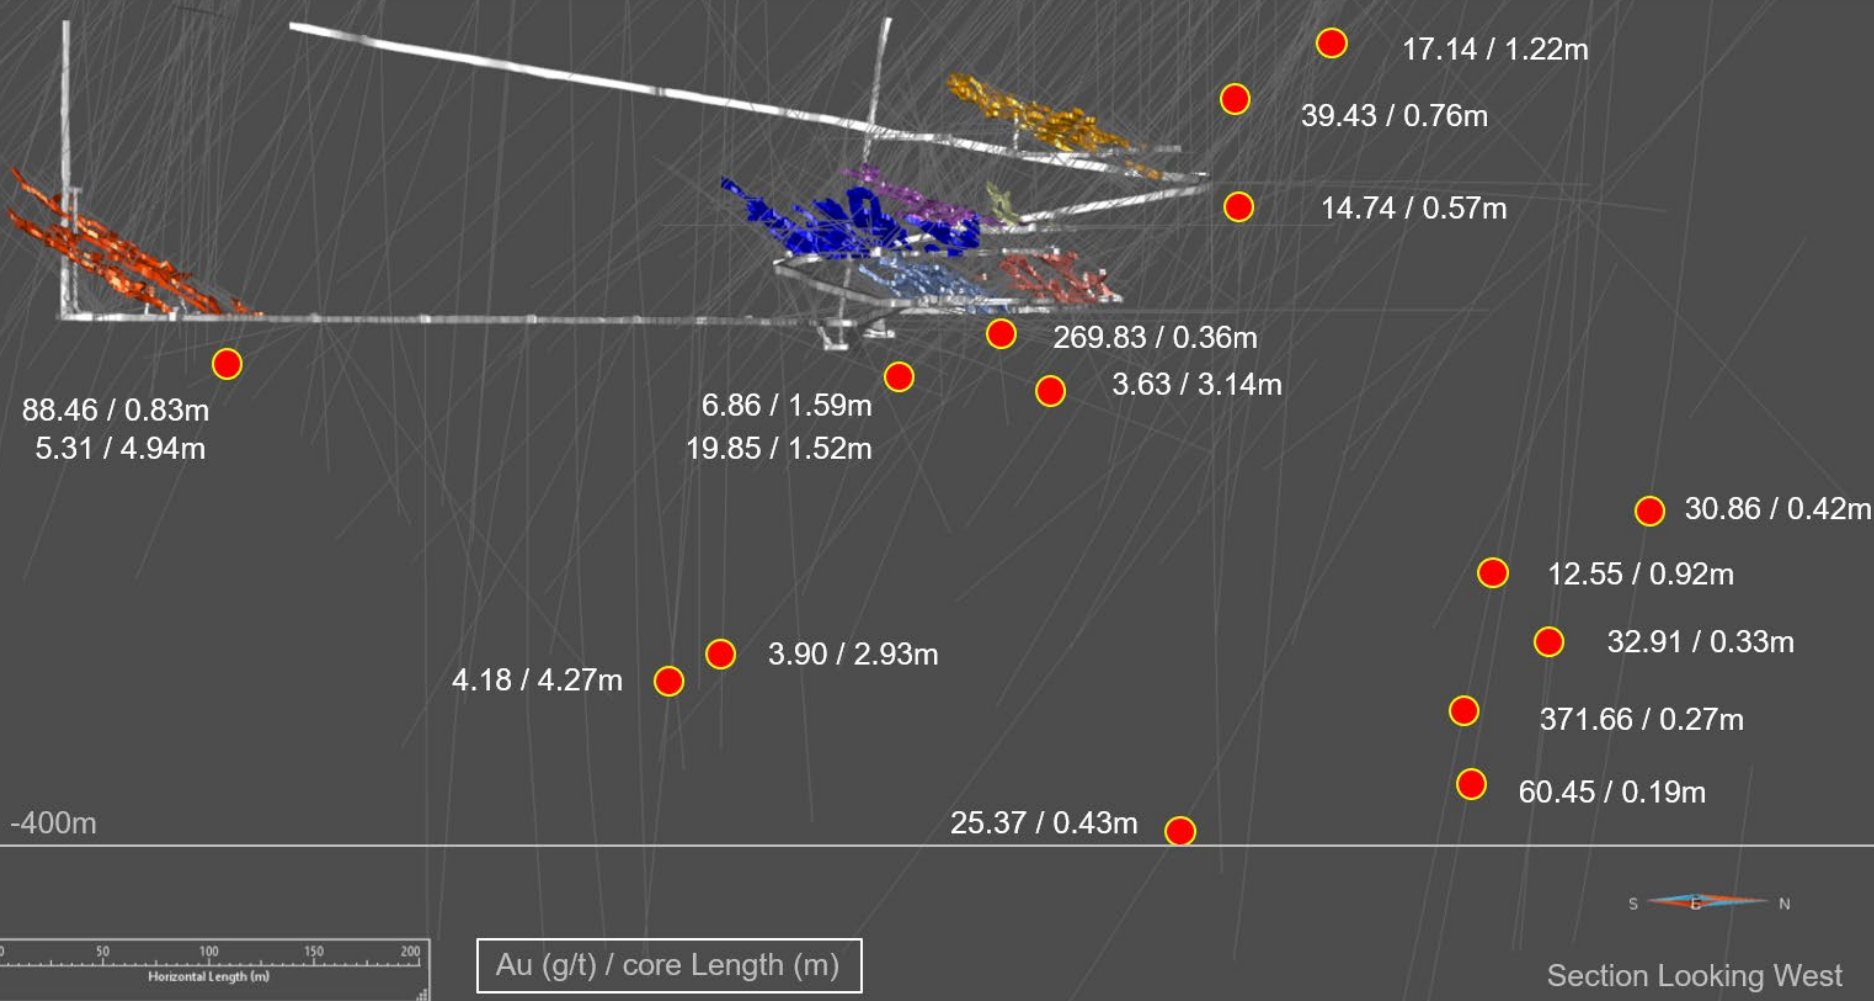 17.14 / 1.22m
39.43 / 0.76m
14.74 / 0.57m
269.83 / 0.36m
3.63 / 3.14m
88.46 / 0.83m
5.31 / 4.94m
6.86 / 1.59m
19.85 / 1.52m
30.86 / 0.42m
12.55 / 0.92m
32.91 / 0.33m
3.90 / 2.93m
4.18 / 4.27m
371.66 / 0.27m
60.45 / 0.19m
25.37 / 0.43m
-400m
S E N
0 50 100 150 200
Horizontal Length (m)
Au (g/t) / core Length (m)
Section Looking West